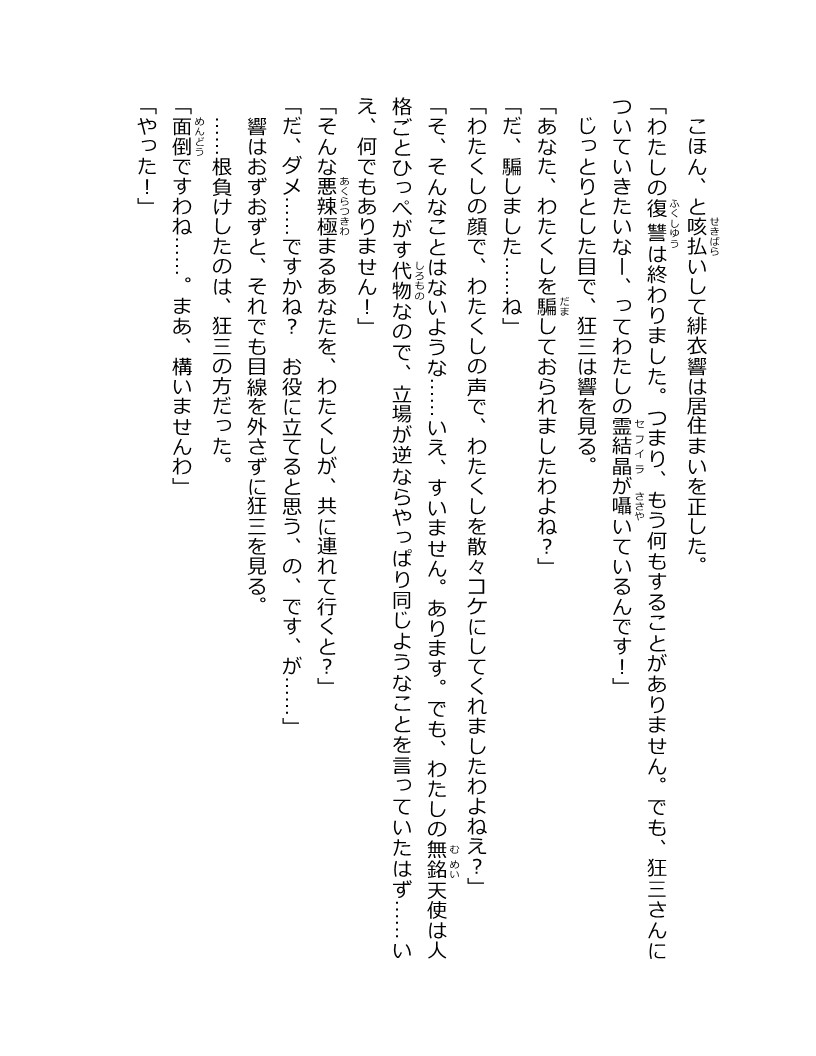 こほん、と咳払いして緋衣響は居住まいを正した。
「わたしの復讐は終わりました。つまり、もう何もすることがありません。でも、狂三さんに
ついていきたいなー、ってわたしの霊結晶が囁いているんです！」
じっとりとした目で、狂三は響を見る。
「あなた、わたくしを騙しておられましたわよね？」
「だ、騙しました……ね」
「わたくしの顔で、わたくしの声で、わたくしを散々コケにしてくれましたわよねえ？」
「そ、そんなことはないような……いえ、すいません。あります。でも、わたしの無銘天使は人
格ごとひっぺがす代物なので、立場が逆ならやっぱり同じようなことを言っていたはず……い
え、何でもありません！」
「そんな悪辣極まるあなたを、わたくしが、共に連れて行くと？」
「だ、ダメ……ですかね？　お役に立てると思う、の、です、が……」
響はおずおずと、それでも目線を外さずに狂三を見る。
……根負けしたのは、狂三の方だった。
「面倒ですわね……。まあ、構いませんわ」
「やった！」